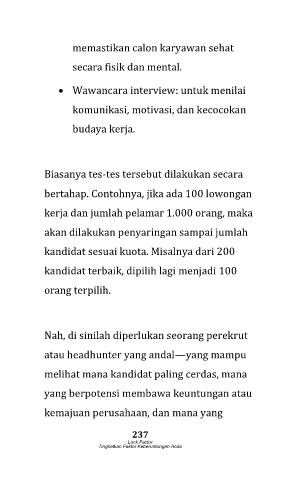 memastikan calon karyawan sehat
secara fisik dan mental.
• Wawancara interview: untuk menilai
komunikasi, motivasi, dan kecocokan
budaya kerja.
Biasanya tes-tes tersebut dilakukan secara
bertahap. Contohnya, jika ada 100 lowongan
kerja dan jumlah pelamar 1.000 orang, maka
akan dilakukan penyaringan sampai jumlah
kandidat sesuai kuota. Misalnya dari 200
kandidat terbaik, dipilih lagi menjadi 100
orang terpilih.
Nah, di sinilah diperlukan seorang perekrut
atau headhunter yang andal—yang mampu
melihat mana kandidat paling cerdas, mana
yang berpotensi membawa keuntungan atau
kemajuan perusahaan, dan mana yang
237
Luck Factor
Tingkatkan Faktor Keberuntungan Anda